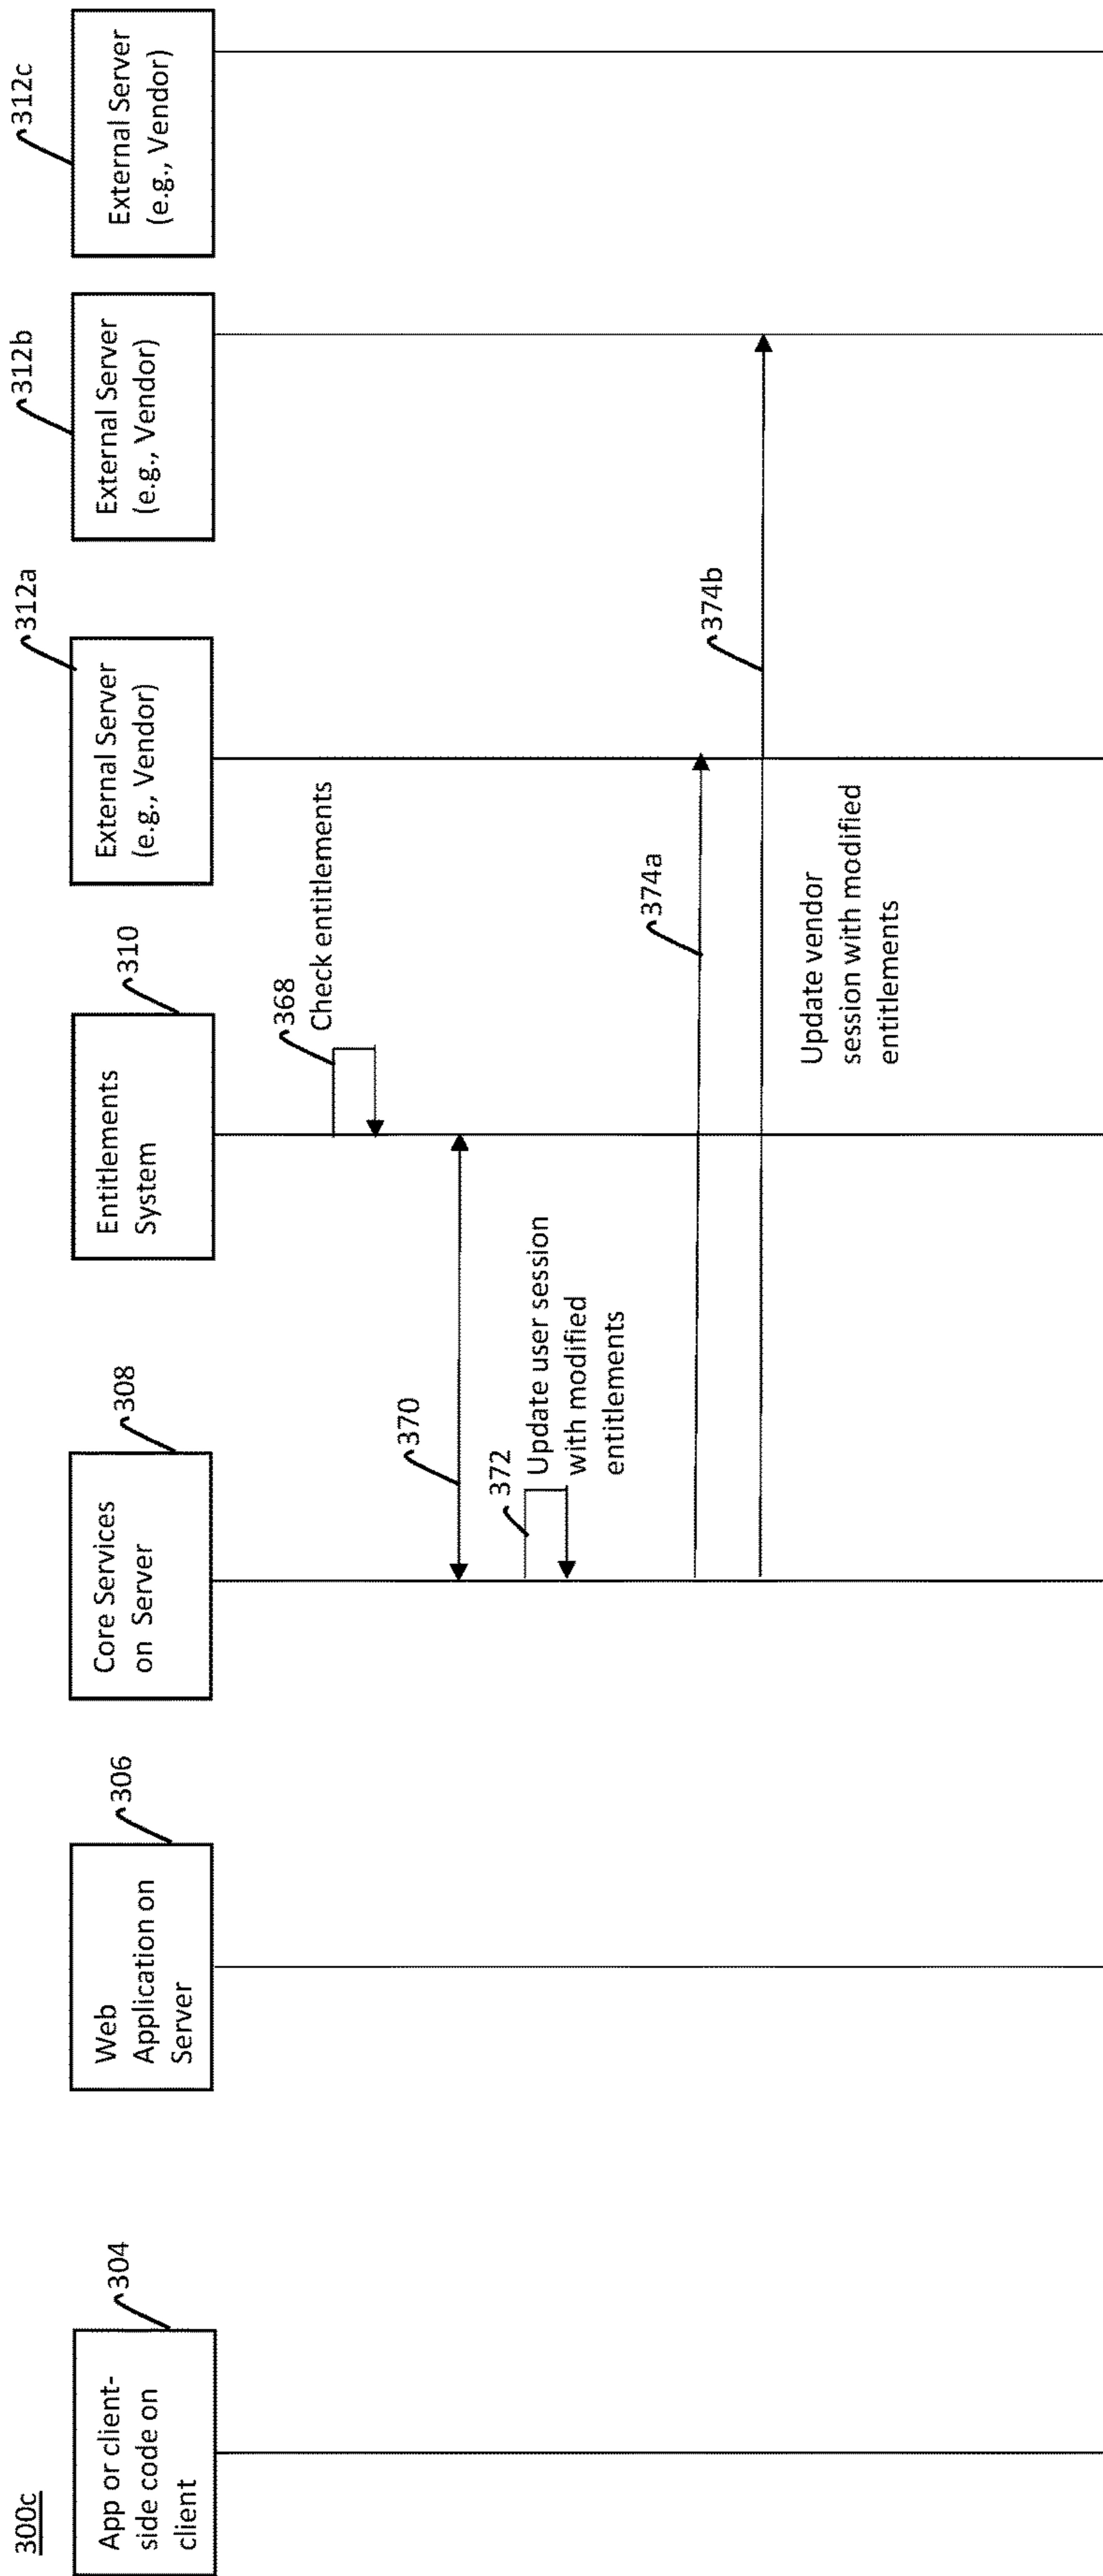 300c
304
App or client-
side code on
client
306
Web
Application on
Server
308
Core Services
on Server
310
Entitlements
System
312a
External Server
(e.g., Vendor)
312b
External Server
(e.g., Vendor)
312c
External Server
(e.g., Vendor)
368
Check entitlements
370
372
Update user session
with modified
entitlements
374a
374b
Update vendor
session with modified
entitlements